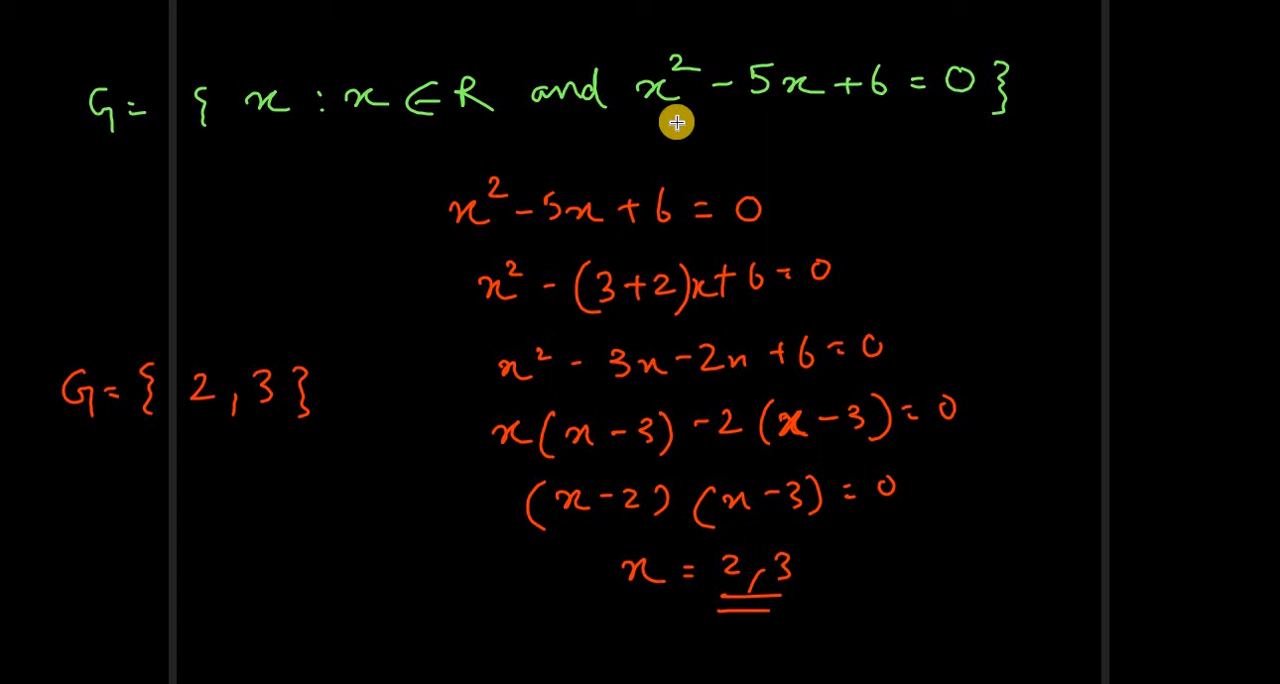 G = { x : x ∈ R and x² - 5x + 6 = 0 }
x² - 5x + 6 = 0
x² - (3+2)x + 6 = 0
x² - 3x - 2x + 6 = 0
G = { 2, 3 }
x(x - 3) - 2(x - 3) = 0
(x - 2) (x - 3) = 0
x = 2, 3